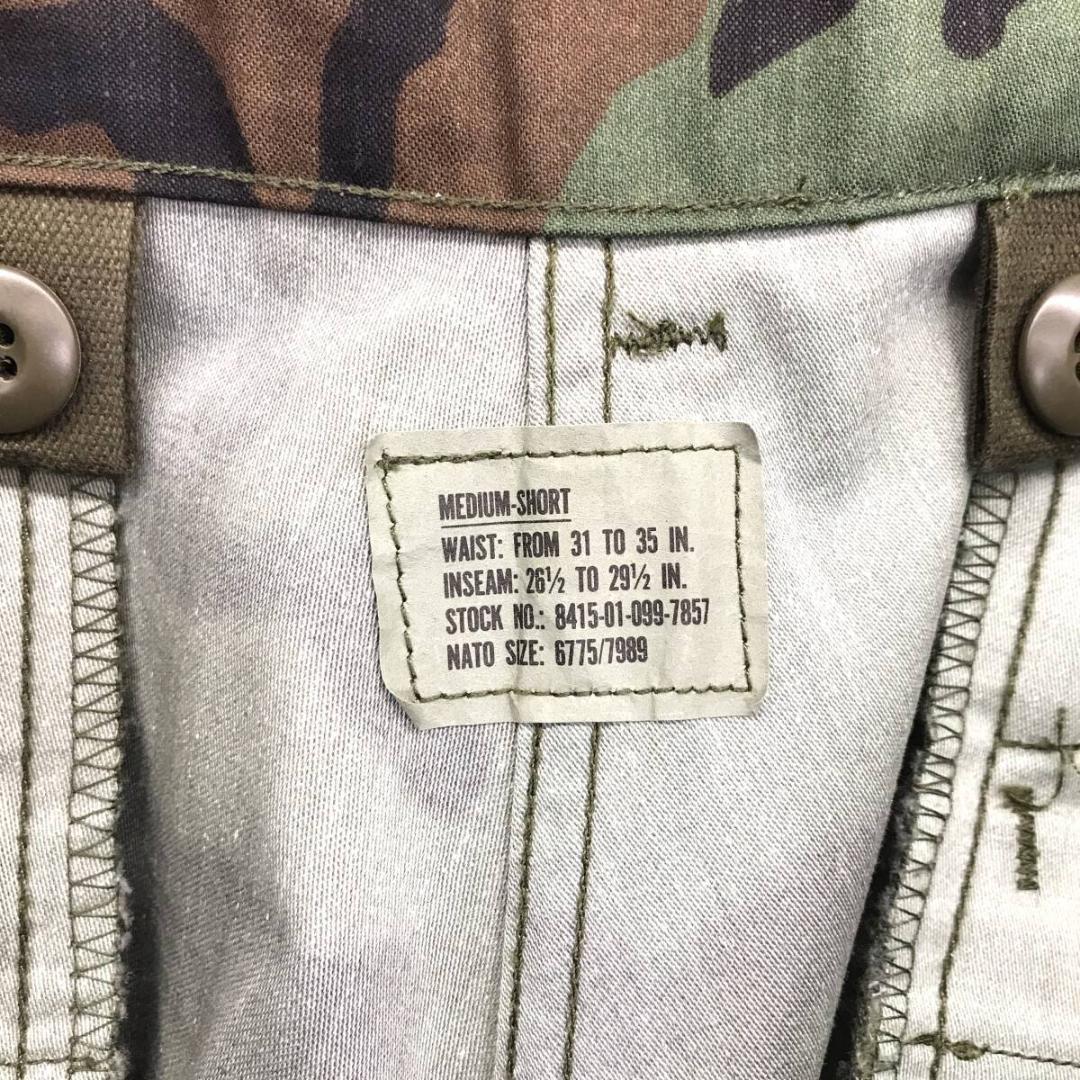 MEDIUM-SHORT
WAIST: FROM 31 TO 35 IN.
INSEAM: 26½ TO 29½ IN.
STOCK NO.: 8415-01-099-7857
NATO SIZE: 6775/7989